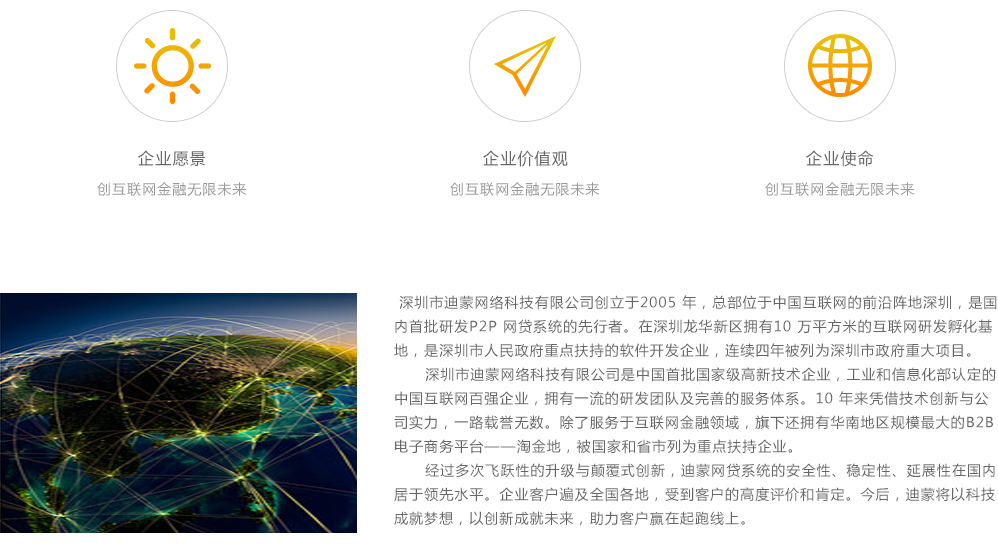 企业愿景
企业价值观
企业使命
创互联网金融无限未来
创互联网金融无限未来
创互联网金融无限未来
深圳市迪蒙网络科技有限公司创立于2005 年，总部位于中国互联网的前沿阵地深圳，是国
内首批研发P2P 网贷系统的先行者。在深圳龙华新区拥有10 万平方米的互联网研发孵化基
地，是深圳市人民政府重点扶持的软件开发企业，连续四年被列为深圳市政府重大项目。
深圳市迪蒙网络科技有限公司是中国首批国家级高新技术企业，工业和信息化部认定的
中国互联网百强企业，拥有一流的研发团队及完善的服务体系。10 年来凭借技术创新与公
司实力，一路载誉无数。除了服务于互联网金融领域，旗下还拥有华南地区规模最大的B2B
电子商务平台——淘金地，被国家和省市列为重点扶持企业。
经过多次飞跃性的升级与颠覆式创新，迪蒙网贷系统的安全性、稳定性、延展性在国内
居于领先水平。企业客户遍及全国各地，受到客户的高度评价和肯定。今后，迪蒙将以科技
成就梦想，以创新成就未来，助力客户赢在起跑线上。